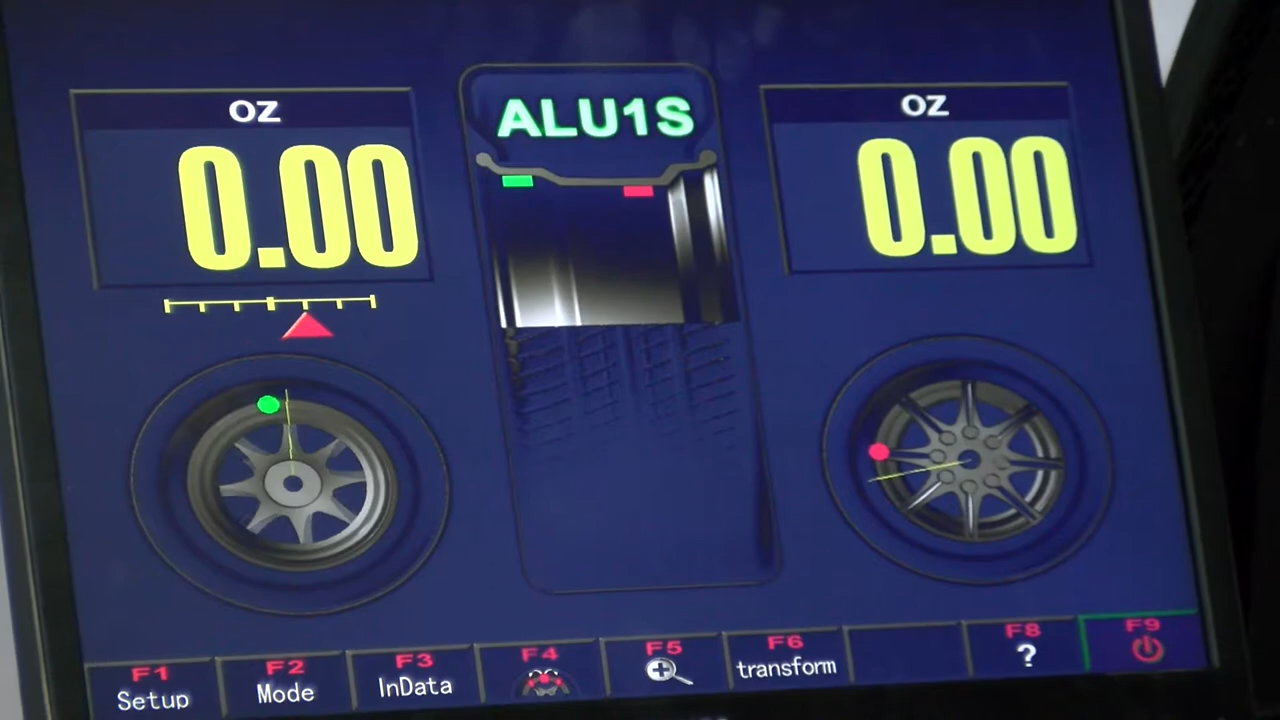 OZ
0.00
ALU1S
OZ
0.00
F1
Setup
F2
Mode
F3
InData
F4
F5
F6
transform
F8
?
F9